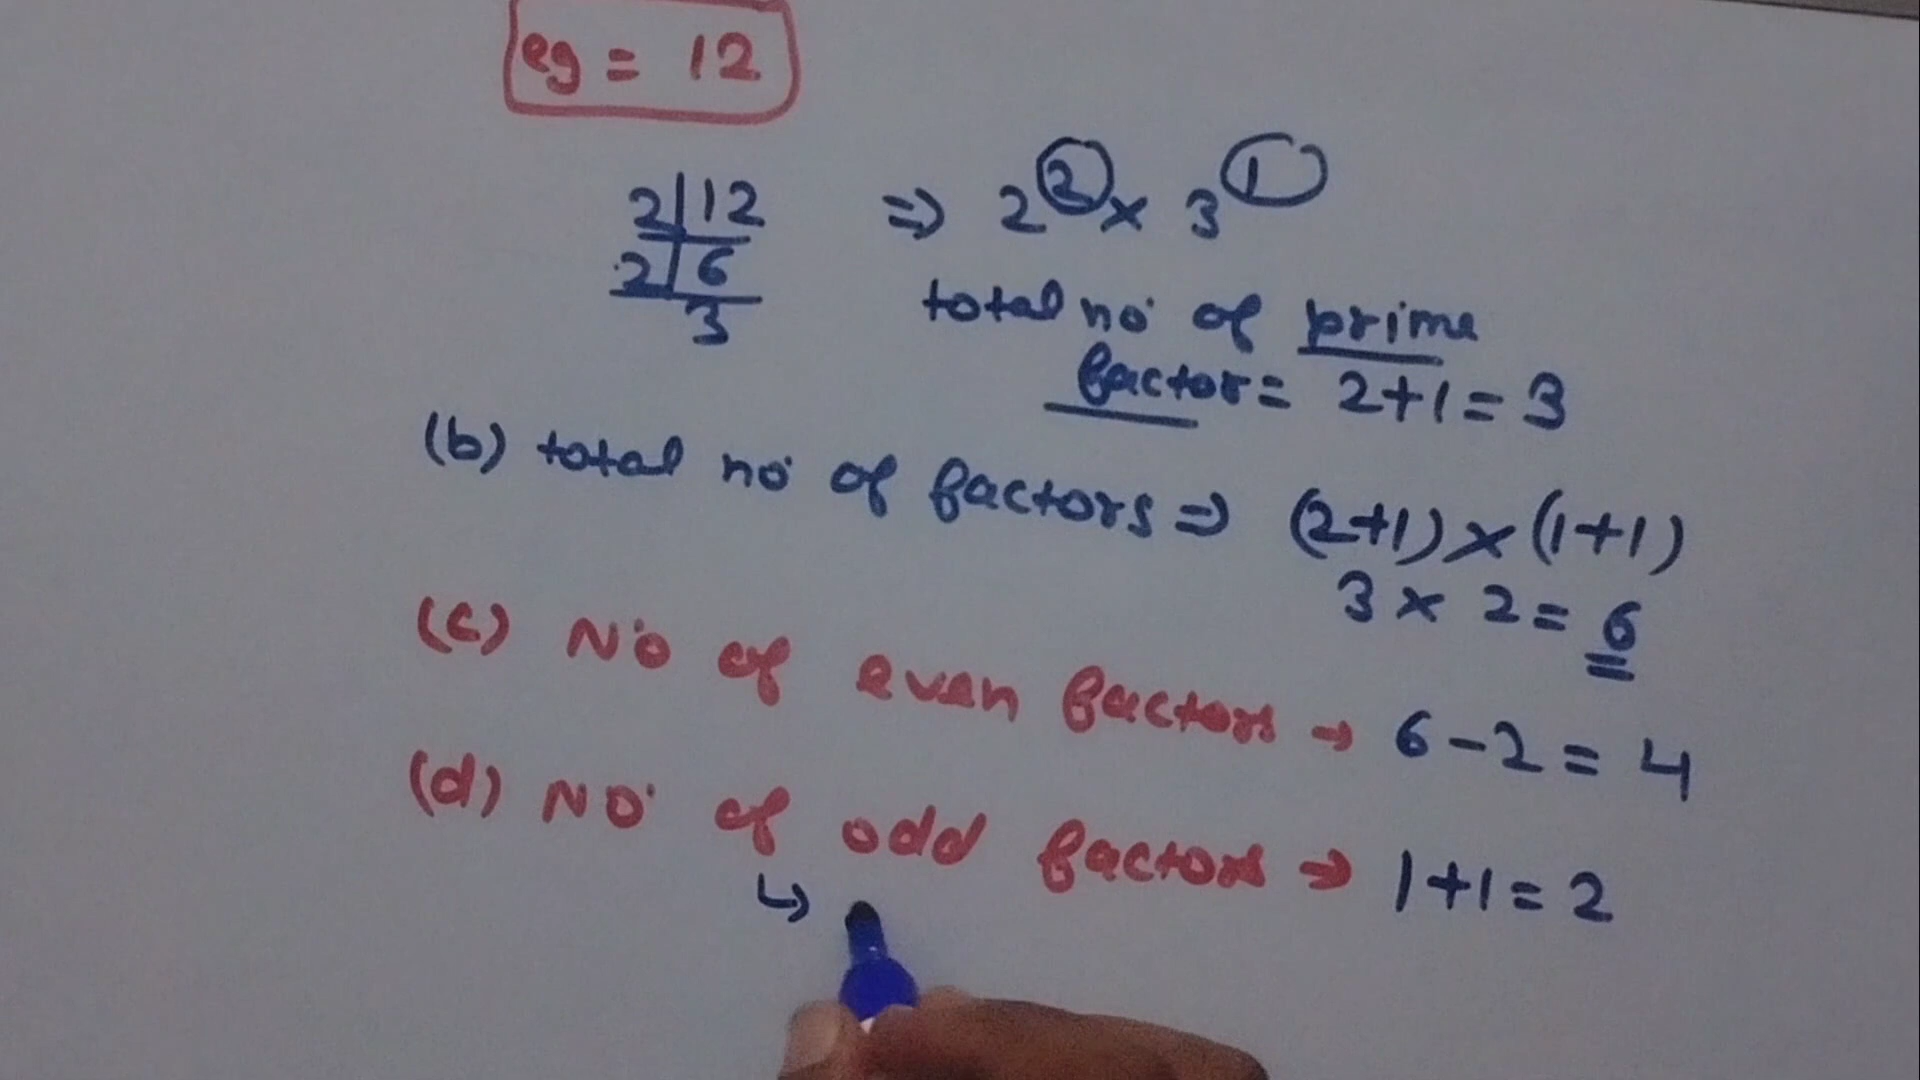 eg = 12
2 | 12 ⇒ 2² × 3¹
2 | 6
3
total no. of prime
factor = 2+1 = 3
(b) total no. of factors ⇒ (2+1) × (1+1)
3 × 2 = 6
(c) No. of even factors → 6 - 2 = 4
(d) NO. of odd factors → 1+1 = 2
↳